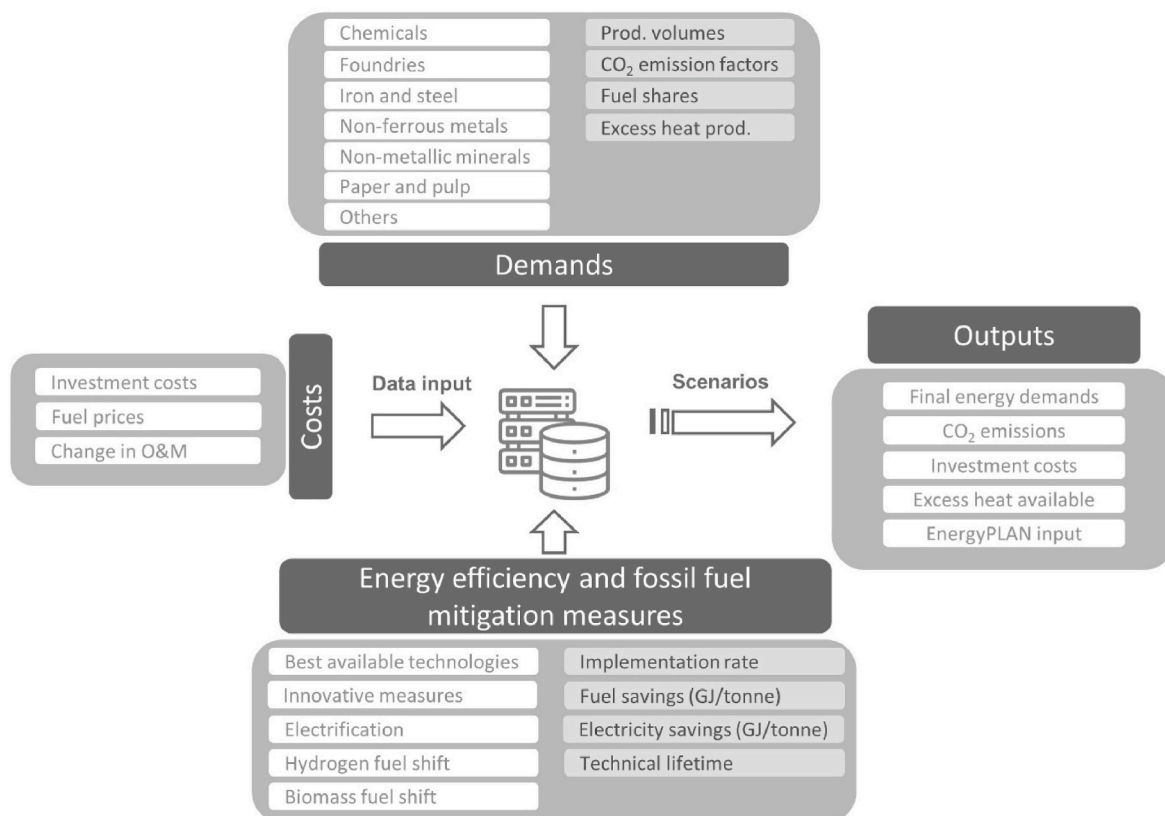 Chemicals
Foundries
Iron and steel
Non-ferrous metals
Non-metallic minerals
Paper and pulp
Others
Prod. volumes
CO₂ emission factors
Fuel shares
Excess heat prod.
Demands
Investment costs
Fuel prices
Change in O&M
Costs
Data input
Scenarios
Outputs
Final energy demands
CO₂ emissions
Investment costs
Excess heat available
EnergyPLAN input
Energy efficiency and fossil fuel
mitigation measures
Best available technologies
Innovative measures
Electrification
Hydrogen fuel shift
Biomass fuel shift
Implementation rate
Fuel savings (GJ/tonne)
Electricity savings (GJ/tonne)
Technical lifetime